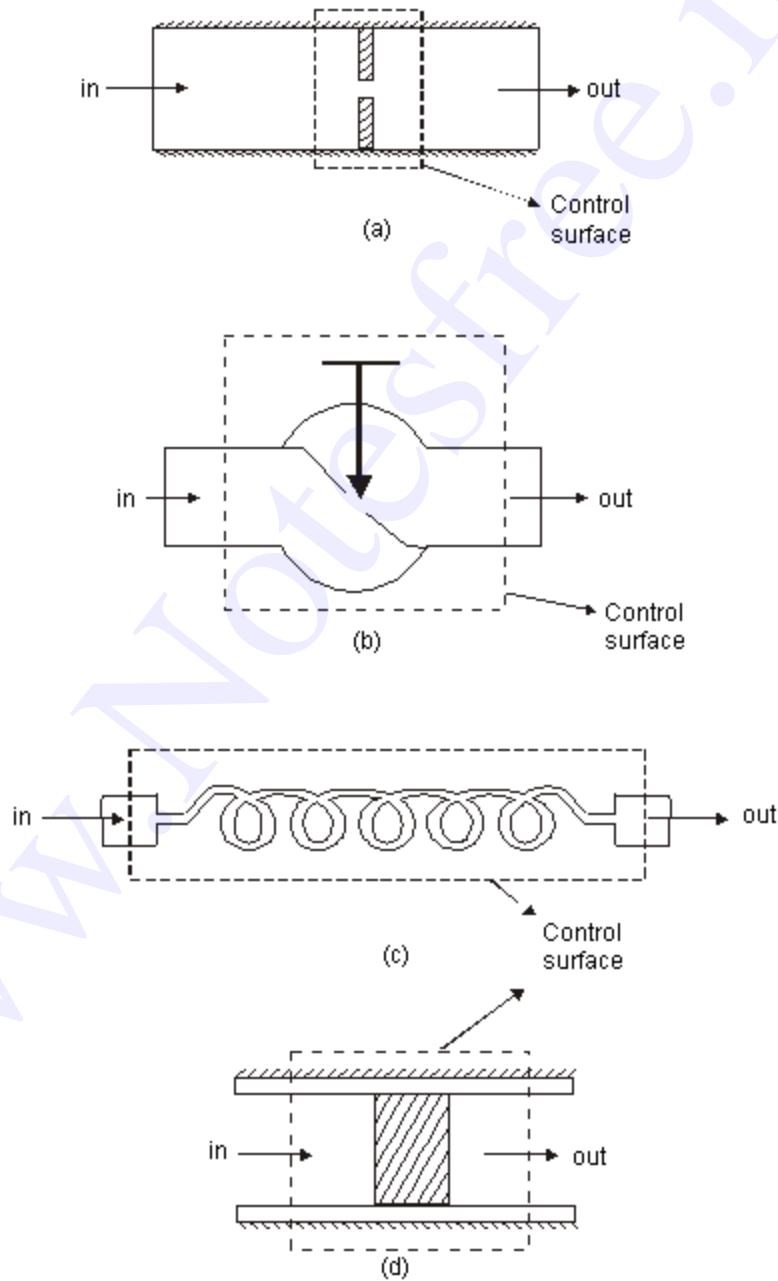 in
out
Control
surface
(a)
in
out
Control
surface
(b)
in
out
Control
surface
(c)
in
out
(d)
www.Notesfree.i